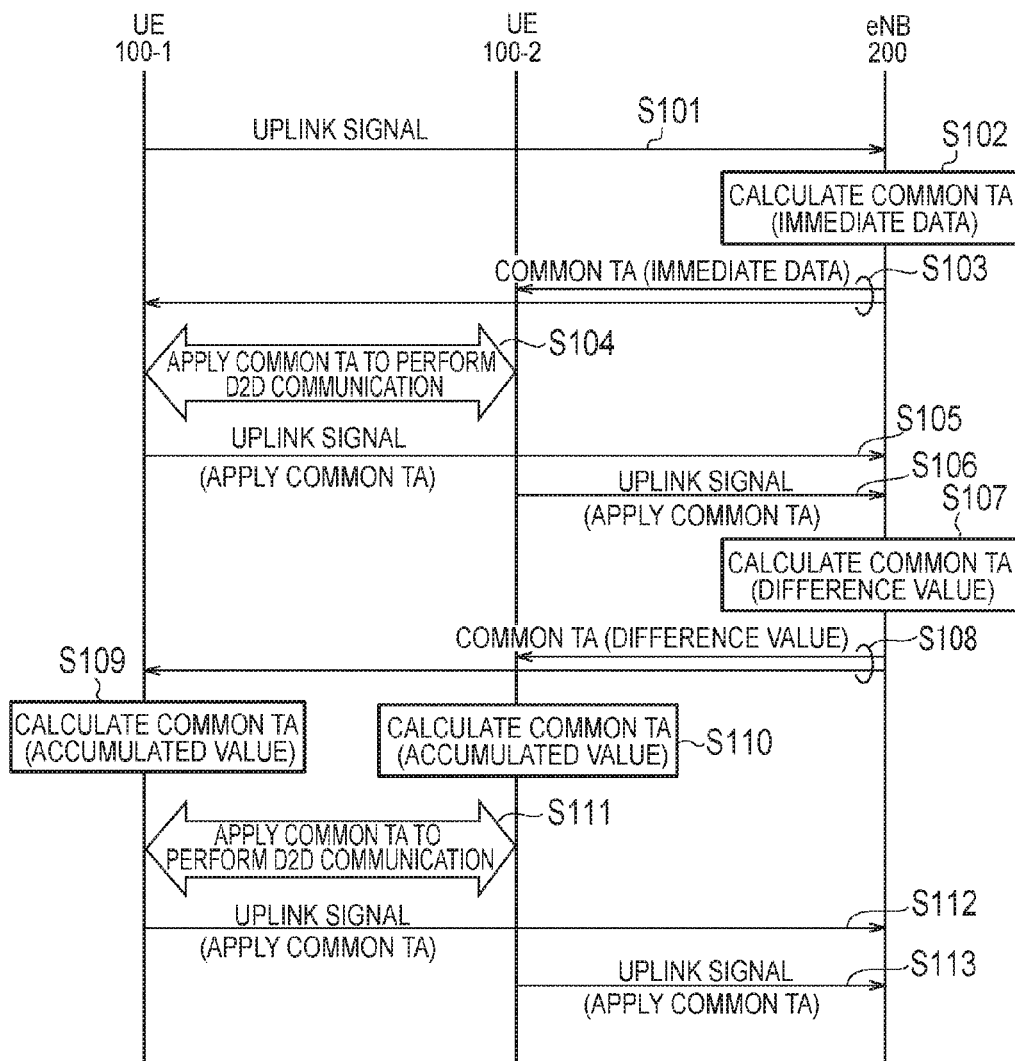 UE
100-1
UE
100-2
eNB
200
UPLINK SIGNAL
S101
S102
CALCULATE COMMON TA
(IMMEDIATE DATA)
COMMON TA (IMMEDIATE DATA)
S103
APPLY COMMON TA TO PERFORM
D2D COMMUNICATION
S104
UPLINK SIGNAL
(APPLY COMMON TA)
S105
UPLINK SIGNAL
(APPLY COMMON TA)
S106
S107
CALCULATE COMMON TA
(DIFFERENCE VALUE)
COMMON TA (DIFFERENCE VALUE)
S108
S109
CALCULATE COMMON TA
(ACCUMULATED VALUE)
CALCULATE COMMON TA
(ACCUMULATED VALUE)
S110
APPLY COMMON TA TO
PERFORM D2D COMMUNICATION
S111
UPLINK SIGNAL
(APPLY COMMON TA)
S112
UPLINK SIGNAL
(APPLY COMMON TA)
S113